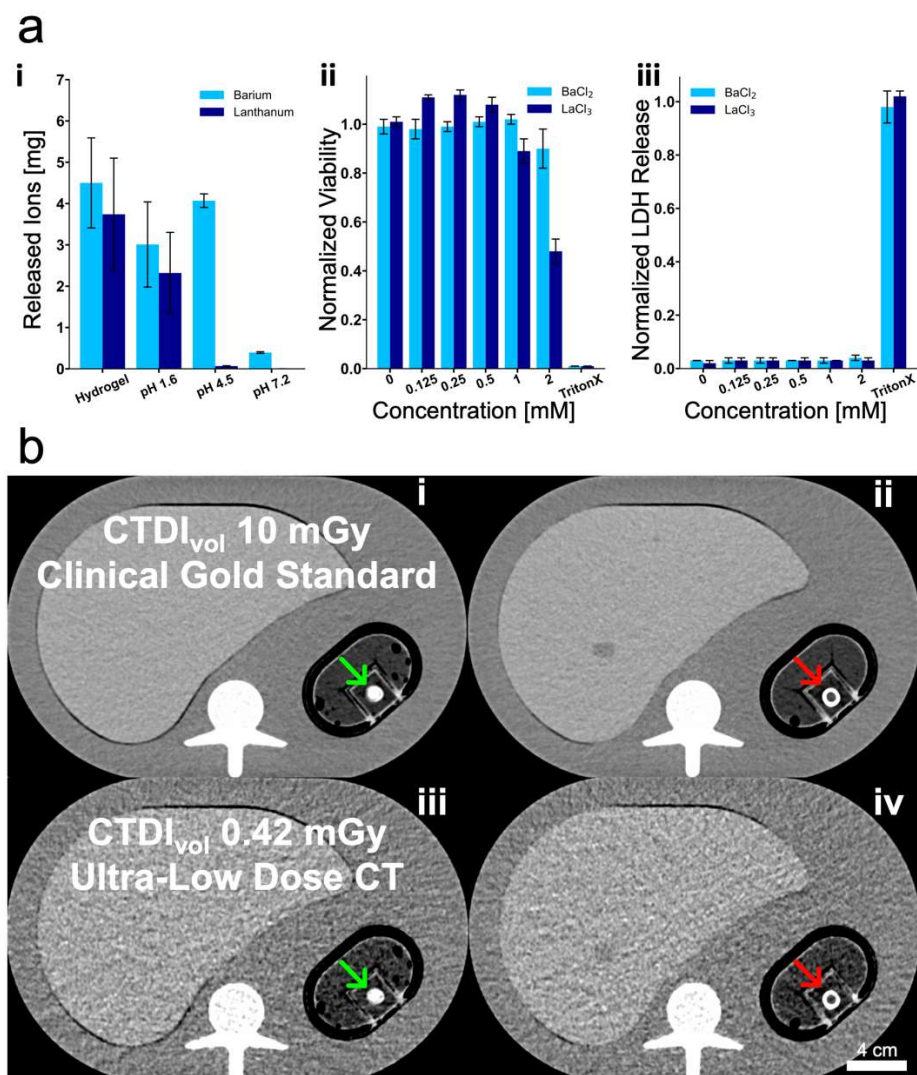 a
i
7
6
5
4
3
2
1
0
Released Ions [mg]
Barium
Lanthanum
Hydrogel
pH 1.6
pH 4.5
pH 7.2
ii
1.0
0.8
0.6
0.4
0.2
0.0
Normalized Viability
BaCl₂
LaCl₃
0
0.125
0.25
0.5
1
2
TritonX
Concentration [mM]
iii
1.0
0.8
0.6
0.4
0.2
0.0
Normalized LDH Release
BaCl₂
LaCl₃
0
0.125
0.25
0.5
1
2
TritonX
Concentration [mM]
b
i
CTDIvol 10 mGy
Clinical Gold Standard
ii
iii
CTDIvol 0.42 mGy
Ultra-Low Dose CT
iv
4 cm